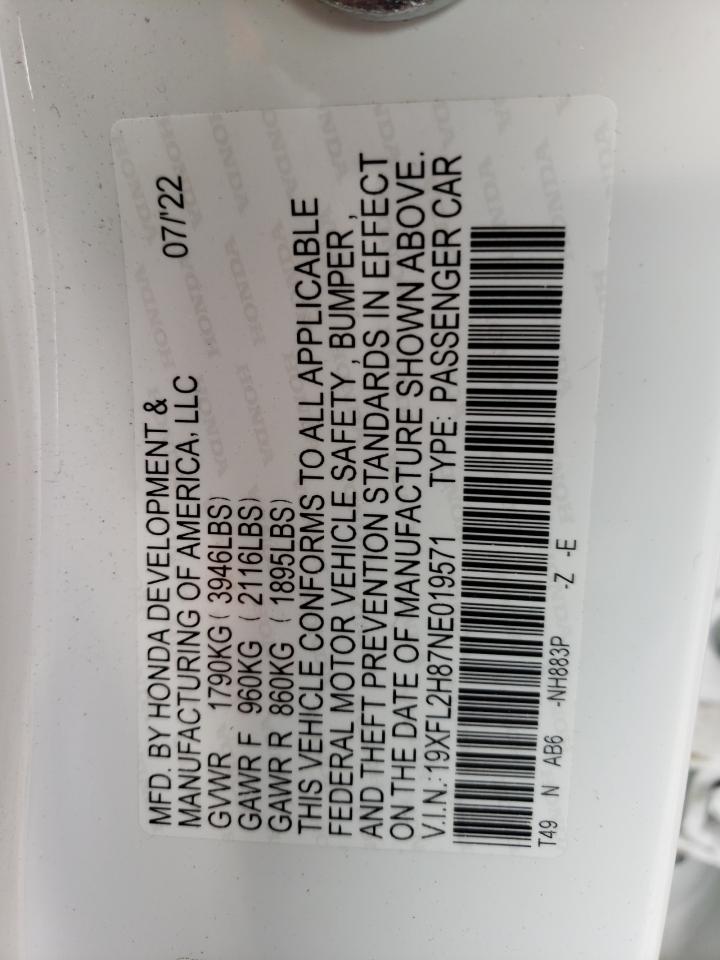 MFD. BY HONDA DEVELOPMENT &
MANUFACTURING OF AMERICA, LLC 07/'22
GVWR 1790KG ( 3946LBS)
GAWR F 960KG ( 2116LBS)
GAWR R 860KG ( 1895LBS)
THIS VEHICLE CONFORMS TO ALL APPLICABLE
FEDERAL MOTOR VEHICLE SAFETY , BUMPER ,
AND THEFT PREVENTION STANDARDS IN EFFECT
ON THE DATE OF MANUFACTURE SHOWN ABOVE.
V.I.N.:19XFL2H87NE019571 TYPE: PASSENGER CAR
T49 N AB6 -NH883P -Z -E